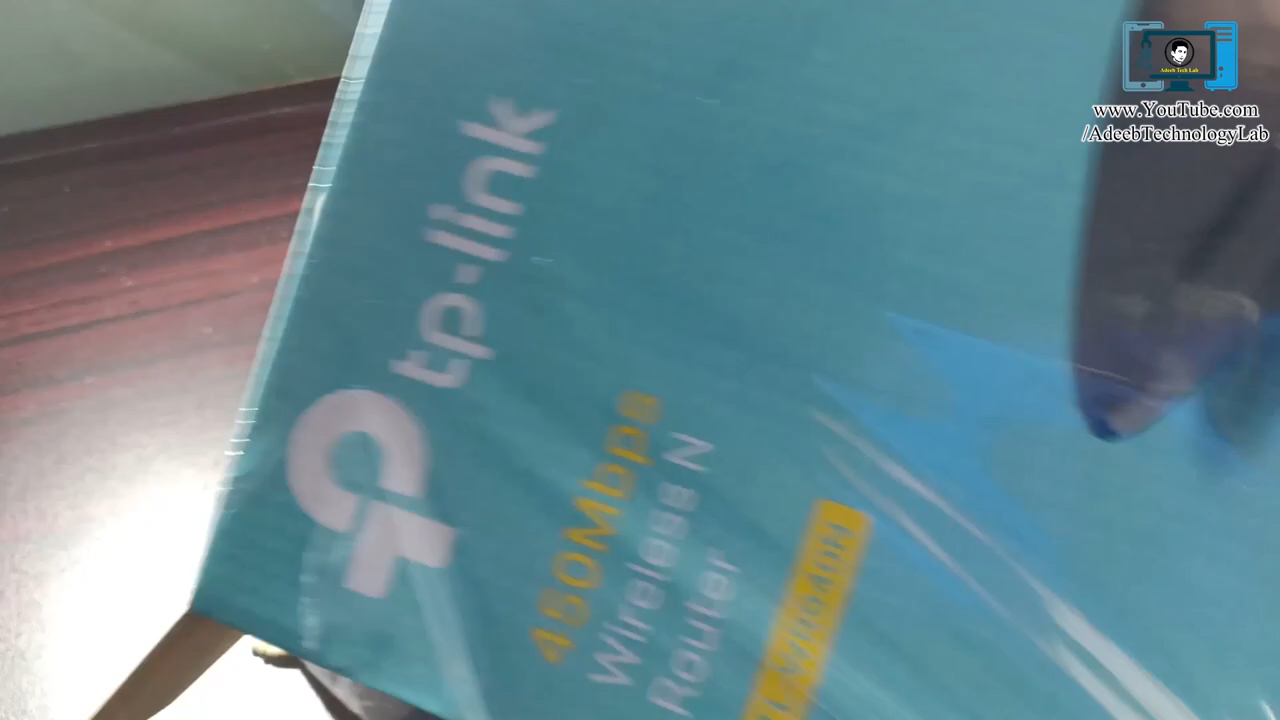 tp-link
450Mbps
Wireless N
Router
Adeeb Tech Lab
www.YouTube.com
/AdeebTechnologyLab